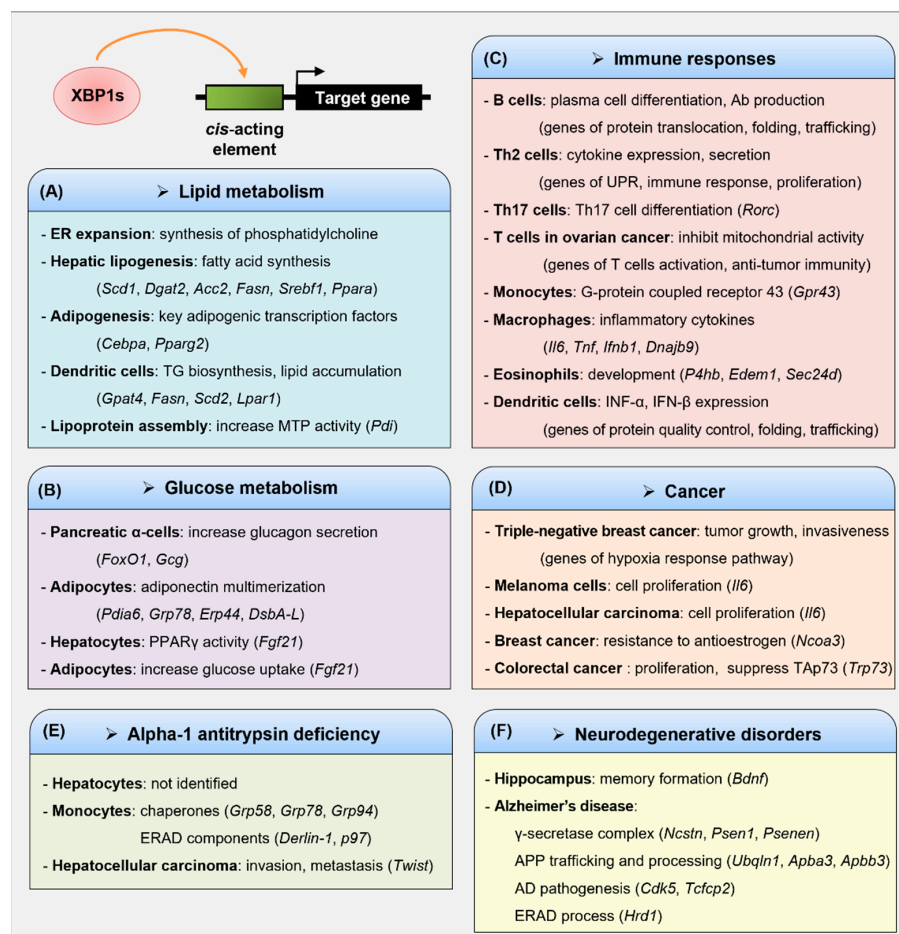 XBP1s
Target gene
cis-acting
element
(A) ➢ Lipid metabolism
- ER expansion: synthesis of phosphatidylcholine
- Hepatic lipogenesis: fatty acid synthesis
(Scd1, Dgat2, Acc2, Fasn, Srebf1, Ppara)
- Adipogenesis: key adipogenic transcription factors
(Cebpa, Pparg2)
- Dendritic cells: TG biosynthesis, lipid accumulation
(Gpat4, Fasn, Scd2, Lpar1)
- Lipoprotein assembly: increase MTP activity (Pdi)
(B) ➢ Glucose metabolism
- Pancreatic α-cells: increase glucagon secretion
(FoxO1, Gcg)
- Adipocytes: adiponectin multimerization
(Pdia6, Grp78, Erp44, DsbA-L)
- Hepatocytes: PPARγ activity (Fgf21)
- Adipocytes: increase glucose uptake (Fgf21)
(C) ➢ Immune responses
- B cells: plasma cell differentiation, Ab production
(genes of protein translocation, folding, trafficking)
- Th2 cells: cytokine expression, secretion
(genes of UPR, immune response, proliferation)
- Th17 cells: Th17 cell differentiation (Rorc)
- T cells in ovarian cancer: inhibit mitochondrial activity
(genes of T cells activation, anti-tumor immunity)
- Monocytes: G-protein coupled receptor 43 (Gpr43)
- Macrophages: inflammatory cytokines
(Il6, Tnf, Ifnb1, Dnajb9)
- Eosinophils: development (P4hb, Edem1, Sec24d)
- Dendritic cells: INF-α, IFN-β expression
(genes of protein quality control, folding, trafficking)
(D) ➢ Cancer
- Triple-negative breast cancer: tumor growth, invasiveness
(genes of hypoxia response pathway)
- Melanoma cells: cell proliferation (Il6)
- Hepatocellular carcinoma: cell proliferation (Il6)
- Breast cancer: resistance to antioestrogen (Ncoa3)
- Colorectal cancer : proliferation, suppress TAp73 (Trp73)
(E) ➢ Alpha-1 antitrypsin deficiency
- Hepatocytes: not identified
- Monocytes: chaperones (Grp58, Grp78, Grp94)
ERAD components (Derlin-1, p97)
- Hepatocellular carcinoma: invasion, metastasis (Twist)
(F) ➢ Neurodegenerative disorders
- Hippocampus: memory formation (Bdnf)
- Alzheimer's disease:
γ-secretase complex (Ncstn, Psen1, Psenen)
APP trafficking and processing (Ubqln1, Apba3, Apbb3)
AD pathogenesis (Cdk5, Tcfcp2)
ERAD process (Hrd1)